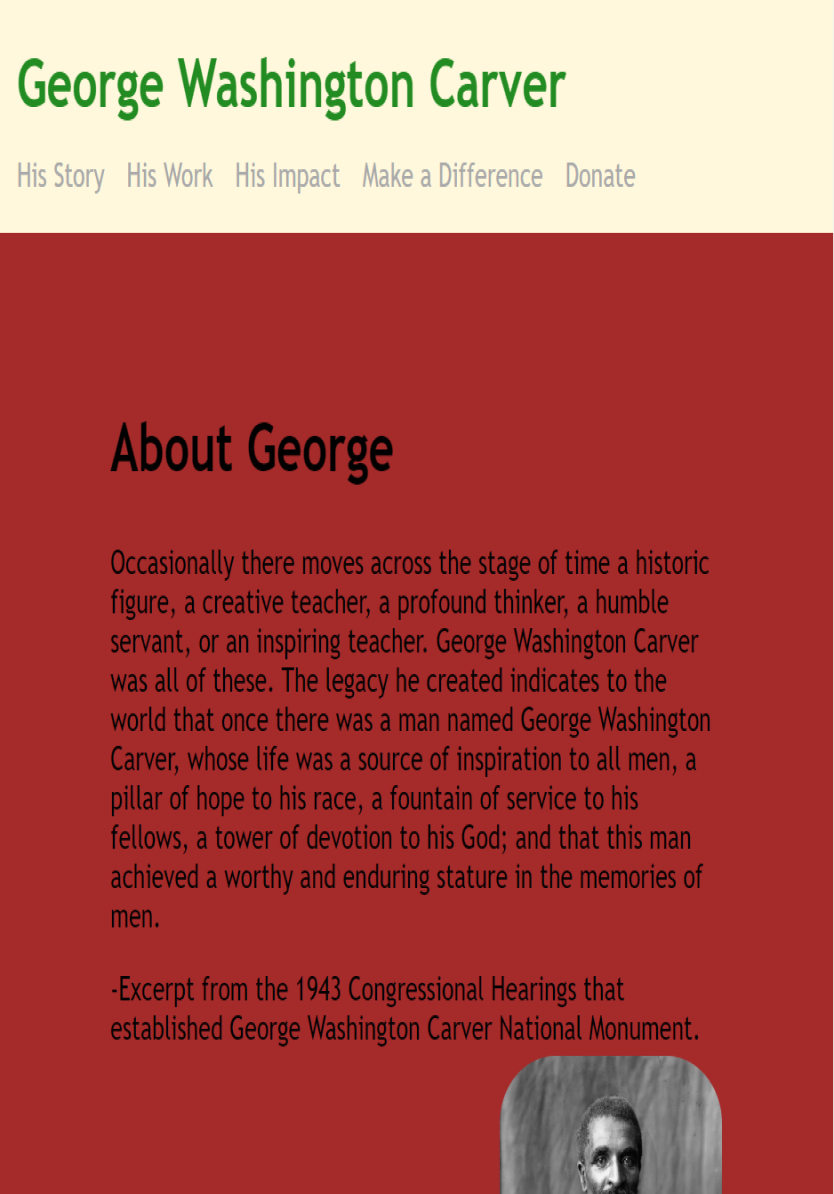 George Washington Carver
His Story His Work His Impact Make a Difference Donate
About George
Occasionally there moves across the stage of time a historic
figure, a creative teacher, a profound thinker, a humble
servant, or an inspiring teacher. George Washington Carver
was all of these. The legacy he created indicates to the
world that once there was a man named George Washington
Carver, whose life was a source of inspiration to all men, a
pillar of hope to his race, a fountain of service to his
fellows, a tower of devotion to his God; and that this man
achieved a worthy and enduring stature in the memories of
men.
-Excerpt from the 1943 Congressional Hearings that
established George Washington Carver National Monument.